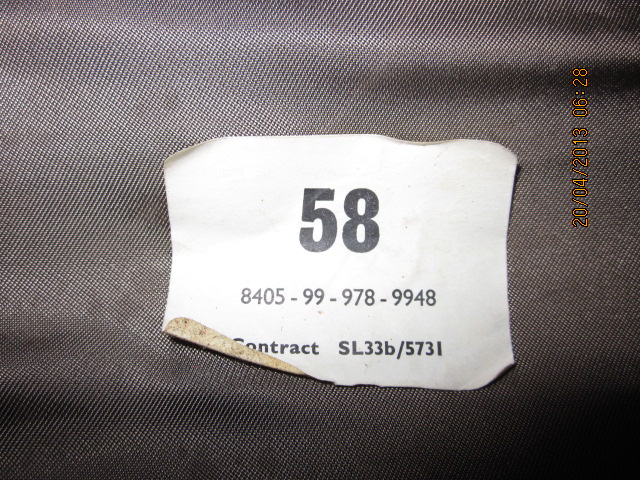 58
8405 - 99 - 978 - 9948
Contract SL33b/5731
20/04/2013 06:28